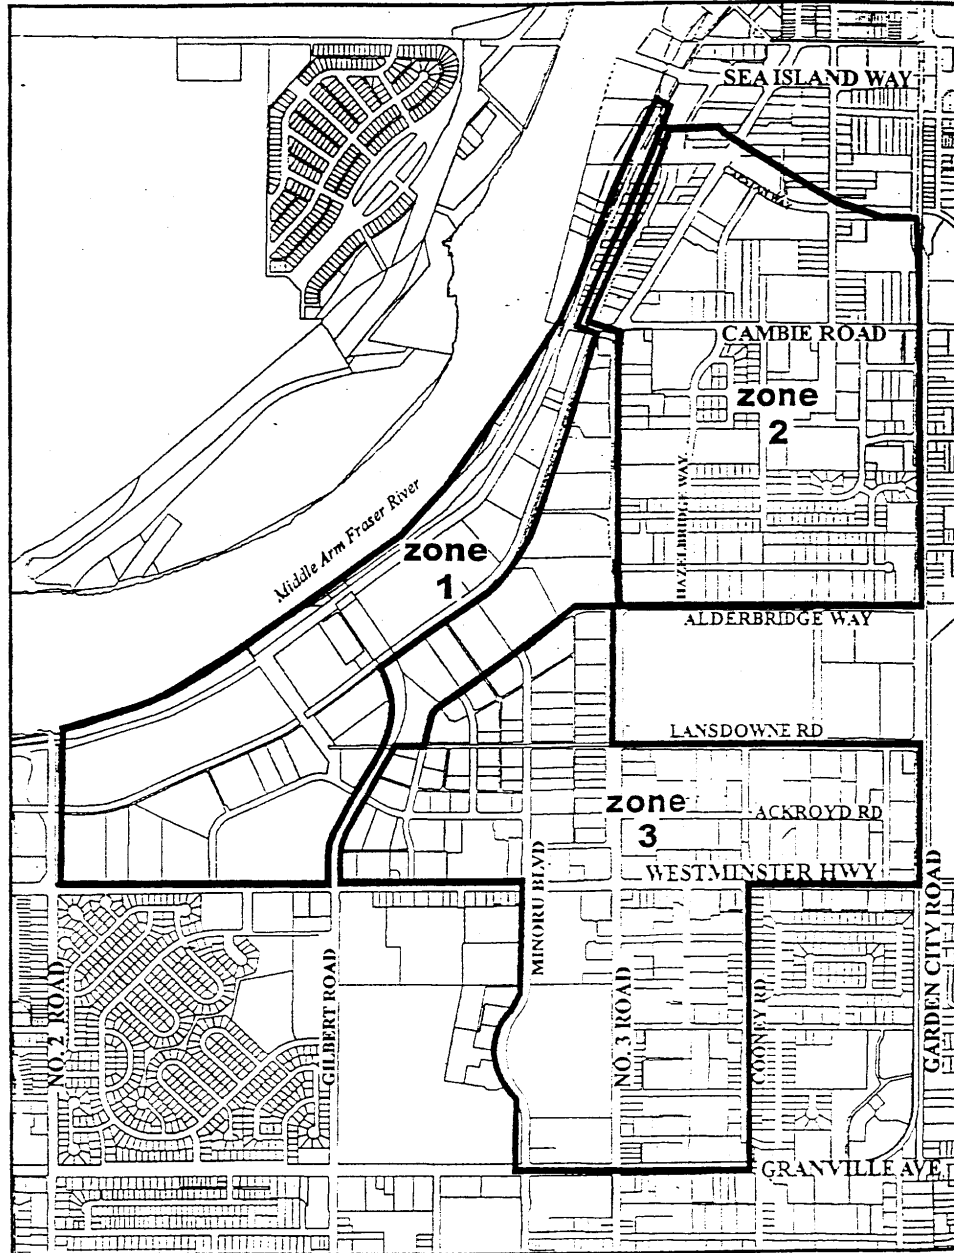 SEA ISLAND WAY
CAMBIE ROAD
zone
2
HAZELBRIDGE WAY
Middle Arm Fraser River
zone
1
ALDERBRIDGE WAY
LANSDOWNE RD
zone
3
ACKROYD RD
WESTMINSTER HWY
MINORU BLVD
NO. 2 ROAD
GILBERT ROAD
NO. 3 ROAD
COONEY RD
GARDEN CITY ROAD
GRANVILLE AVE